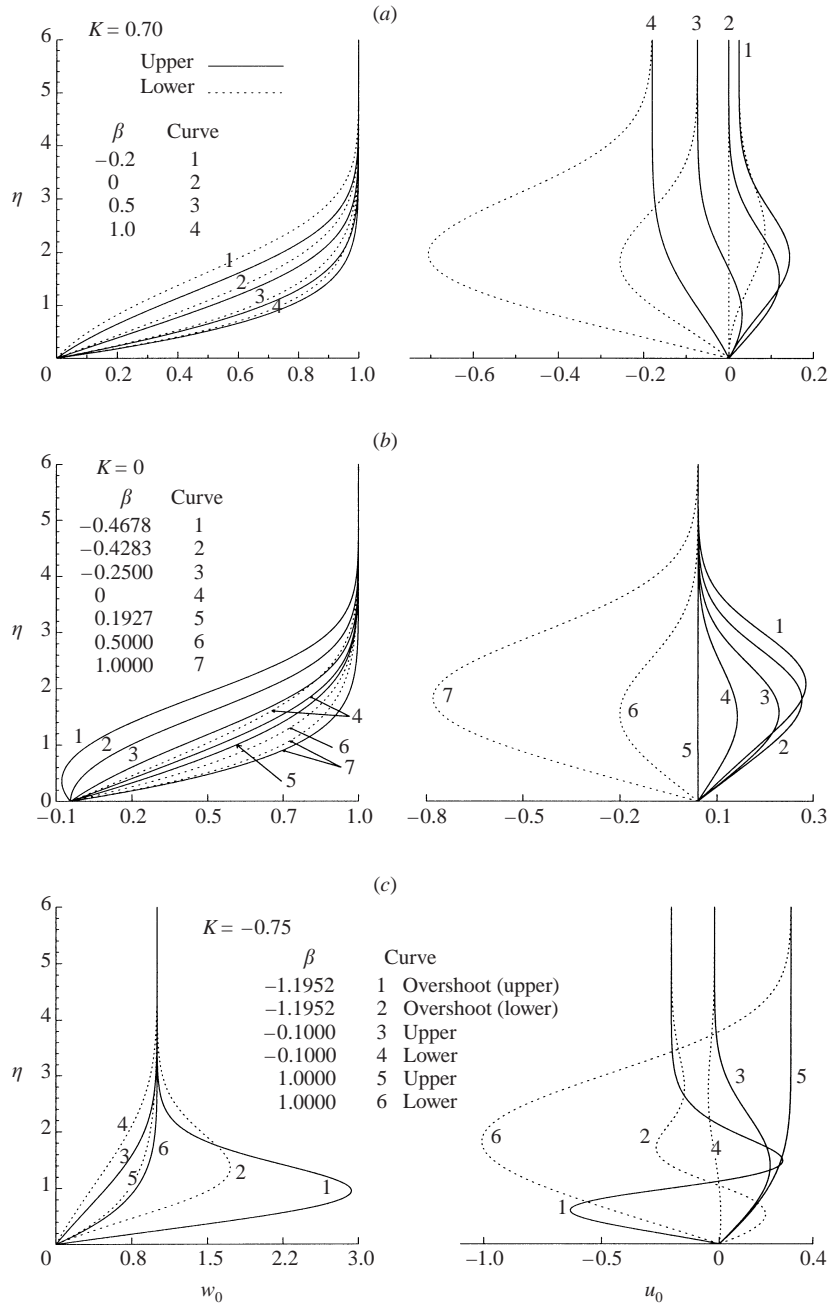 (a)
K = 0.70
Upper
Lower
β Curve
−0.2 1
0 2
0.5 3
1.0 4
η
6
5
4
3
2
1
0
1
2
3
4
0 0.2 0.4 0.6 0.8 1.0
4 3 2
1
−0.6 −0.4 −0.2 0 0.2
(b)
K = 0
β Curve
−0.4678 1
−0.4283 2
−0.2500 3
0 4
0.1927 5
0.5000 6
1.0000 7
η
6
5
4
3
2
1
0
1
2
3
4
6
5
7
−0.1 0.2 0.5 0.7 1.0
1
7
6
4
3
5
2
−0.8 −0.5 −0.2 0.1 0.3
(c)
K = −0.75
β Curve
−1.1952 1 Overshoot (upper)
−1.1952 2 Overshoot (lower)
−0.1000 3 Upper
−0.1000 4 Lower
1.0000 5 Upper
1.0000 6 Lower
η
6
5
4
3
2
1
0
4
3
6
5
2
1
0.8 1.5 2.2 3.0
w0
3
5
6
2
4
1
−1.0 −0.5 0 0.4
u0